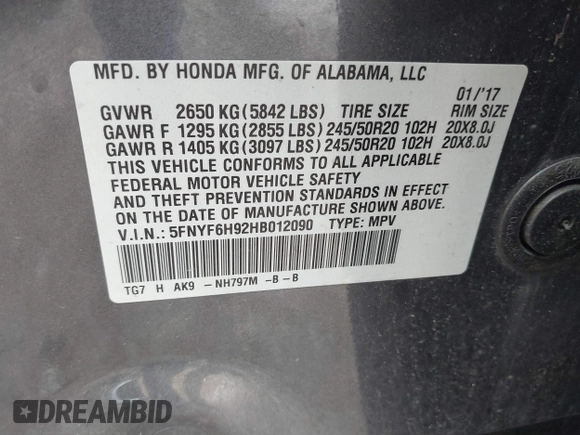 MFD. BY HONDA MFG. OF ALABAMA, LLC
01/'17
GVWR 2650 KG(5842 LBS) TIRE SIZE RIM SIZE
GAWR F 1295 KG(2855 LBS) 245/50R20 102H 20X8.0J
GAWR R 1405 KG(3097 LBS) 245/50R20 102H 20X8.0J
THIS VEHICLE CONFORMS TO ALL APPLICABLE
FEDERAL MOTOR VEHICLE SAFETY
AND THEFT PREVENTION STANDARDS IN EFFECT
ON THE DATE OF MANUFACTURE SHOWN ABOVE.
V.I.N.: 5FNYF6H92HB012090 TYPE: MPV
TG7 H AK9 -NH797M -B-B
DREAMBID